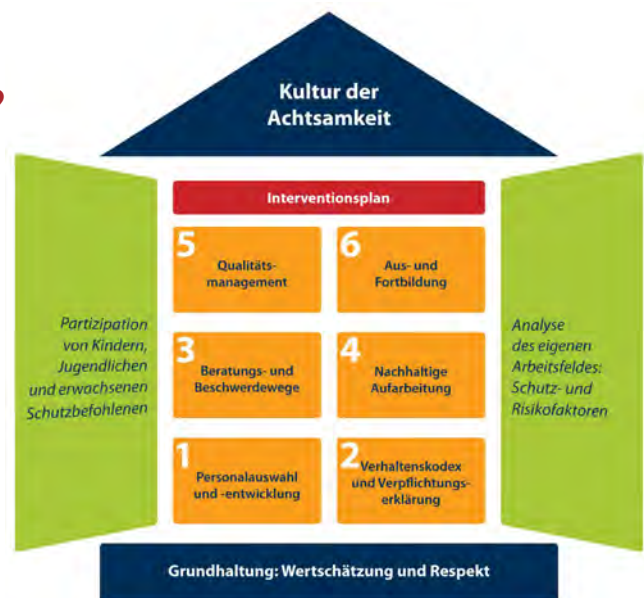 Kultur der
Achtsamkeit
Interventionsplan
5
Qualitäts-
management
6
Aus- und
Fortbildung
Partizipation
von Kindern,
Jugendlichen
und erwachsenen
Schutzbefohlenen
3
Beratungs- und
Beschwerdewege
4
Nachhaltige
Aufarbeitung
Analyse
des eigenen
Arbeitsfeldes:
Schutz- und
Risikofaktoren
1
Personalauswahl
und -entwicklung
2
Verhaltenskodex
und Verpflichtungs-
erklärung
Grundhaltung: Wertschätzung und Respekt